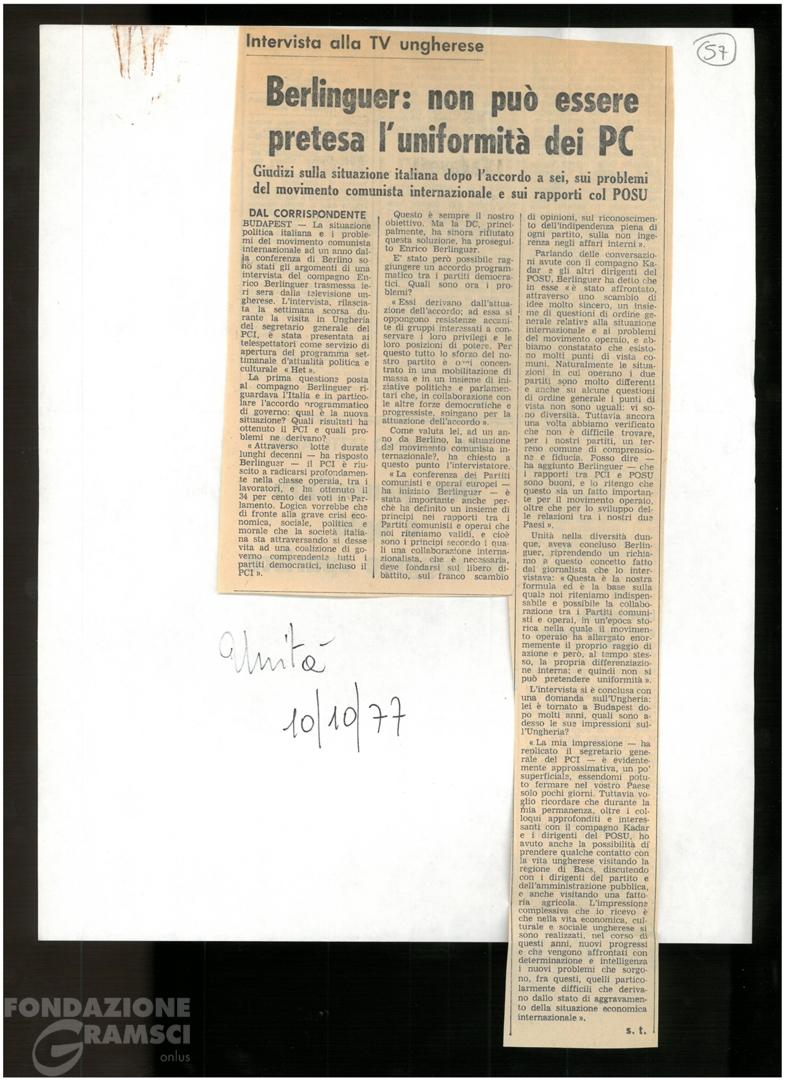 57
Intervista alla TV ungherese
Berlinguer: non può essere
pretesa l'uniformità dei PC
Giudizi sulla situazione italiana dopo l'accordo a sei, sui problemi
del movimento comunista internazionale e sui rapporti col POSU
DAL CORRISPONDENTE
BUDAPEST — La situazione
politica italiana e i problemi
del movimento comunista
internazionale ad un anno dalla
conferenza di Berlino sono
stati gli argomenti di una
intervista del compagno En-
rico Berlinguer trasmessa ie-
ri sera dalla televisione un-
gherese. L'intervista, rilascia-
ta la settimana scorsa durante
la visita in Ungheria
del segretario generale del
PCI, è stata presentata ai
telespettatori come servizio di
apertura del programma set-
timanale d'attualità politica e
culturale « Het ».
La prima questione posta
al compagno Berlinguer ri-
guardava l'Italia e in partico-
lare l'accordo programmatico
di governo: qual è la nuova
situazione? Quali risultati ha
ottenuto il PCI e quali pro-
blemi ne derivano?
« Attraverso lotte durate
lunghi decenni — ha risposto
Berlinguer — il PCI è riu-
scito a radicarsi profondamen-
te nella classe operaia, tra i
lavoratori, e ha ottenuto il
34 per cento dei voti in Par-
lamento. Logica vorrebbe che
di fronte alla grave crisi eco-
nomica, sociale, politica e
morale che la società italia-
na sta attraversando si desse
vita ad una coalizione di go-
verno comprendente tutti i
partiti democratici, incluso il
PCI ».
Questo è sempre il nostro
obiettivo. Ma la DC, princi-
palmente, ha sinora rifiutato
questa soluzione, ha prosegui-
to Enrico Berlinguer.
E' stato però possibile rag-
giungere un accordo program-
matico tra i partiti democra-
tici. Quali sono ora i pro-
blemi?
« Essi derivano dall'attua-
zione dell'accordo; ad essa si
oppongono resistenze accani-
te di gruppi interessati a con-
servare i loro privilegi e le
loro posizioni di potere. Per
questo tutto lo sforzo del no-
stro partito è oggi concen-
trato in una mobilitazione di
massa e in un insieme di ini-
ziative politiche e parlamen-
tari che, in collaborazione con
le altre forze democratiche e
progressiste, spingano per la
attuazione dell'accordo ».
Come valuta lei, ad un an-
no da Berlino, la situazione
del movimento comunista in-
ternazionale?, ha chiesto a
questo punto l'intervistatore.
« La conferenza dei Partiti
comunisti e operai europei —
ha iniziato Berlinguer — è
stata importante anche per-
chè ha definito un insieme di
principi nei rapporti tra i
Partiti comunisti e operai che
noi riteniamo validi, e cioè
sono i principi secondo i qua-
li una collaborazione interna-
zionalista, che è necessaria,
deve fondarsi sul libero di-
battito, sul franco scambio
di opinioni, sul riconoscimen-
to dell'indipendenza piena di
ogni partito, sulla non inge-
renza negli affari interni ».
Parlando delle conversazio-
ni avute con il compagno Ka-
dar e gli altri dirigenti del
POSU, Berlinguer ha detto che
in esse « è stato affrontato,
attraverso uno scambio di
idee molto sincero, un insie-
me di questioni di ordine ge-
nerale relative alla situazione
internazionale e ai problemi
del movimento operaio, e ab-
biamo constatato che esisto-
no molti punti di vista comu-
ni. Naturalmente le situa-
zioni in cui operano i due
partiti sono molto differenti
e anche su alcune questioni
di ordine generale i punti di
vista non sono uguali: vi so-
no diversità. Tuttavia ancora
una volta abbiamo verificato
che non è difficile trovare,
per i nostri partiti, un ter-
reno comune di comprensio-
ne e fiducia. Posso dire —
ha aggiunto Berlinguer — che
i rapporti tra PCI e POSU
sono buoni, e io ritengo che
questo sia un fatto importan-
te per il movimento operaio,
oltre che per lo sviluppo del-
le relazioni tra i nostri due
Paesi ».
Unità nella diversità dun-
que, aveva concluso Berlin-
guer, riprendendo un richia-
mo a questo concetto fatto
dal giornalista che lo inter-
vistava: « Questa è la nostra
formula ed è la base sulla
quale noi riteniamo indispen-
sabile e possibile la collabo-
razione tra i Partiti comuni-
sti e operai, in un'epoca sto-
rica nella quale il movimen-
to operaio ha allargato enor-
memente il proprio raggio di
azione e però, al tempo stes-
so, la propria differenziazio-
ne interna: e quindi non si
può pretendere uniformità ».
L'intervista si è conclusa con
una domanda sull'Ungheria:
lei è tornato a Budapest do-
po molti anni, quali sono a-
desso le sue impressioni sul-
l'Ungheria?
« La mia impressione — ha
replicato il segretario gene-
rale del PCI — è evidente-
mente approssimativa, un po'
superficiale, essendomi potu-
to fermare nel vostro Paese
solo pochi giorni. Tuttavia vo-
glio ricordare che durante la
mia permanenza, oltre i col-
loqui approfonditi e interes-
santi con il compagno Kadar
e i dirigenti del POSU, ho
avuto anche la possibilità di
prendere qualche contatto con
la vita ungherese visitando la
regione di Bacs, discutendo
con i dirigenti del partito e
dell'amministrazione pubblica,
e anche visitando una fatto-
ria agricola. L'impressione
complessiva che io ricevo è
che nella vita economica, cul-
turale e sociale ungherese si
sono realizzati, nel corso di
questi anni, nuovi progressi
e che vengono affrontati con
determinazione e intelligenza
i nuovi problemi che sorgo-
no, fra questi, quelli partico-
larmente difficili che deriva-
no dallo stato di aggravamen-
to della situazione economica
internazionale ».
s. t.
Unità
10/10/77
FONDAZIONE
GRAMSCI
onlus